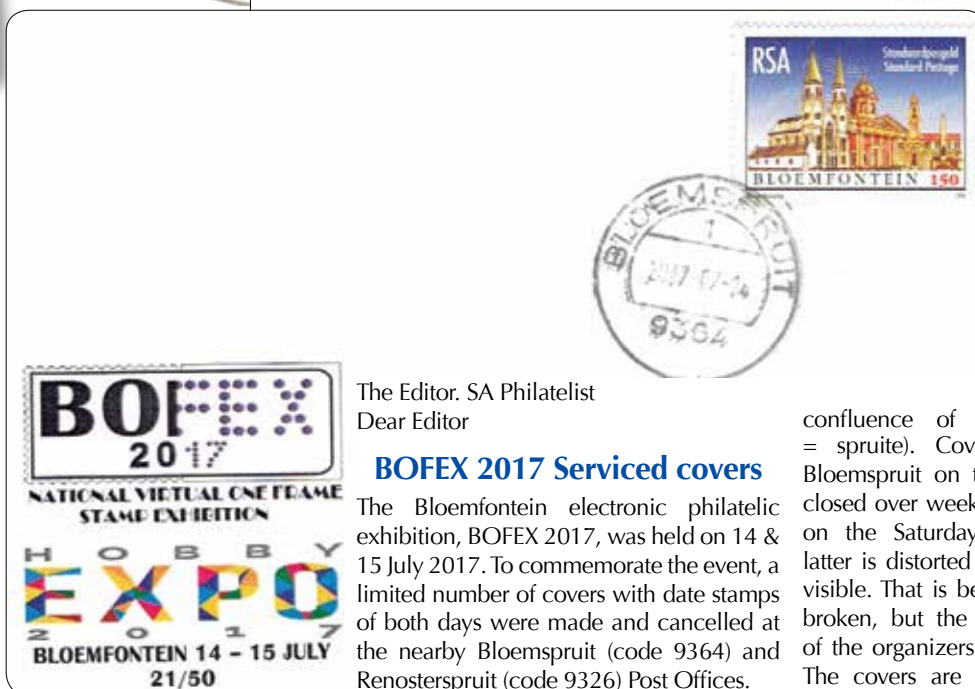 RSA
Standardposgeld
Standard Postage
BLOEMFONTEIN 150
BLOEMSPRUIT
1
9364
BOFEX
2017
NATIONAL VIRTUAL ONE FRAME
STAMP EXHIBITION
HOBBY
EXPO
2017
BLOEMFONTEIN 14 – 15 JULY
21/50
The Editor. SA Philatelist
Dear Editor
BOFEX 2017 Serviced covers
The Bloemfontein electronic philatelic
exhibition, BOFEX 2017, was held on 14 &
15 July 2017. To commemorate the event, a
limited number of covers with date stamps
of both days were made and cancelled at
the nearby Bloemspruit (code 9364) and
Renosterspruit (code 9326) Post Offices.
confluence of
= spruite). Cov
Bloemspruit on t
closed over week
on the Saturday
latter is distorted
visible. That is be
broken, but the
of the organizers
The covers are